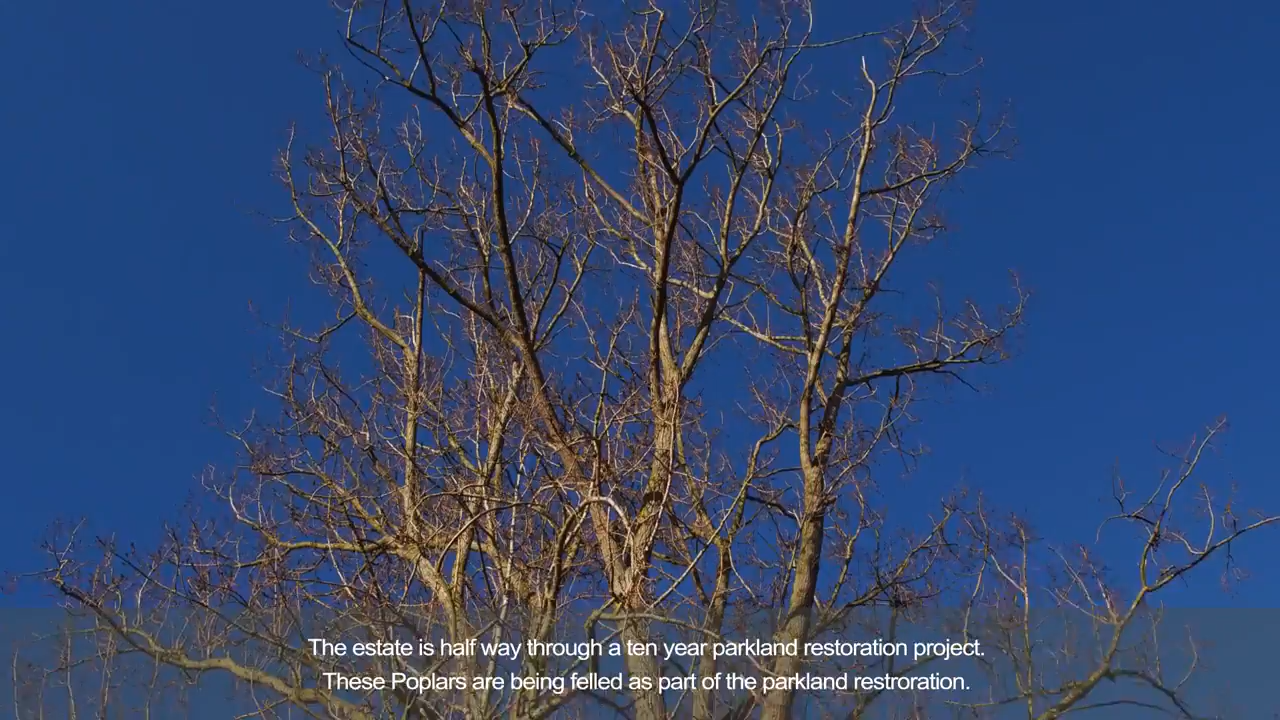 The estate is half way through a ten year parkland restoration project.
These Poplars are being felled as part of the parkland restroration.